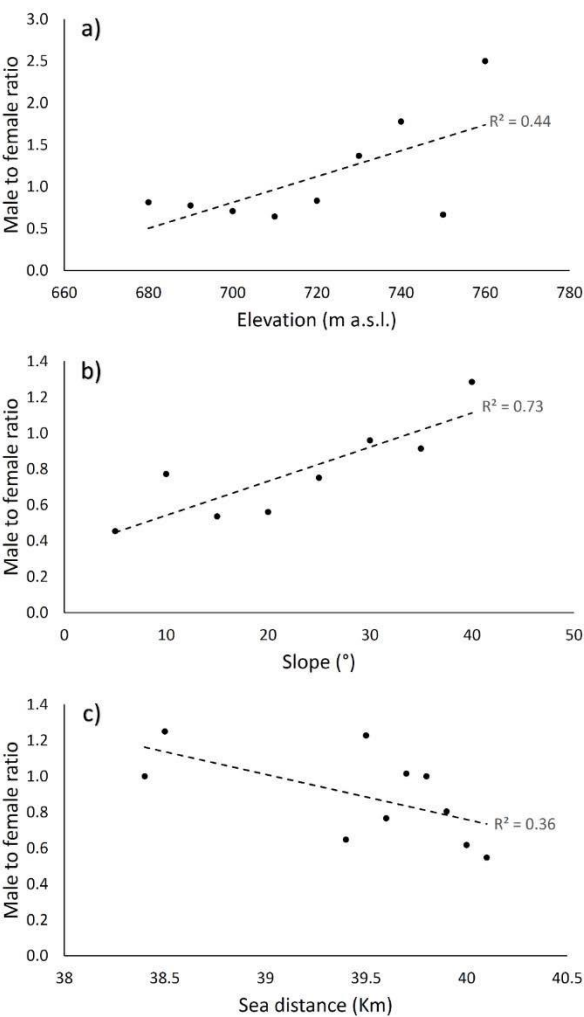 a)
Male to female ratio
3.0
2.5
2.0
1.5
1.0
0.5
0.0
R² = 0.44
660 680 700 720 740 760 780
Elevation (m a.s.l.)
b)
Male to female ratio
1.4
1.2
1.0
0.8
0.6
0.4
0.2
0.0
R² = 0.73
0 10 20 30 40 50
Slope (°)
c)
Male to female ratio
1.4
1.2
1.0
0.8
0.6
0.4
0.2
0.0
R² = 0.36
38 38.5 39 39.5 40 40.5
Sea distance (Km)